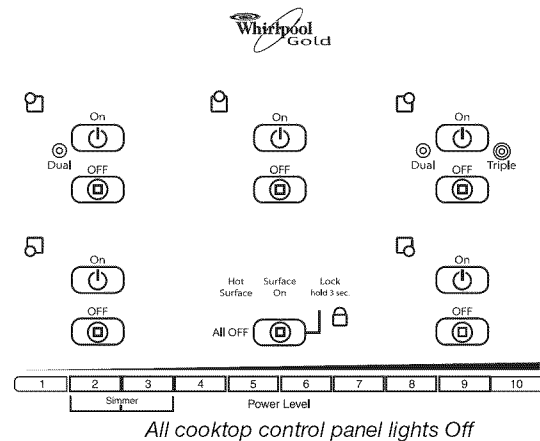 Whirlpool
Gold
On On On
Dual Dual Triple
OFF OFF OFF
On On
Hot Surface Lock
Surface On hold 3 sec.
OFF OFF
All OFF
1 2 3 4 5 6 7 8 9 10
Simmer Power Level
All cooktop control panel lights Off